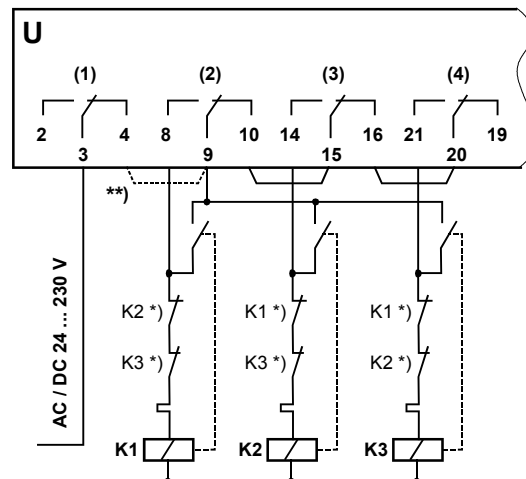 U
(1) (2) (3) (4)
2 4 8 10 14 16 21 19
3 9 15 20
**)
AC / DC 24 ... 230 V
K2 *) K1 *) K1 *)
K3 *) K3 *) K2 *)
K1 K2 K3